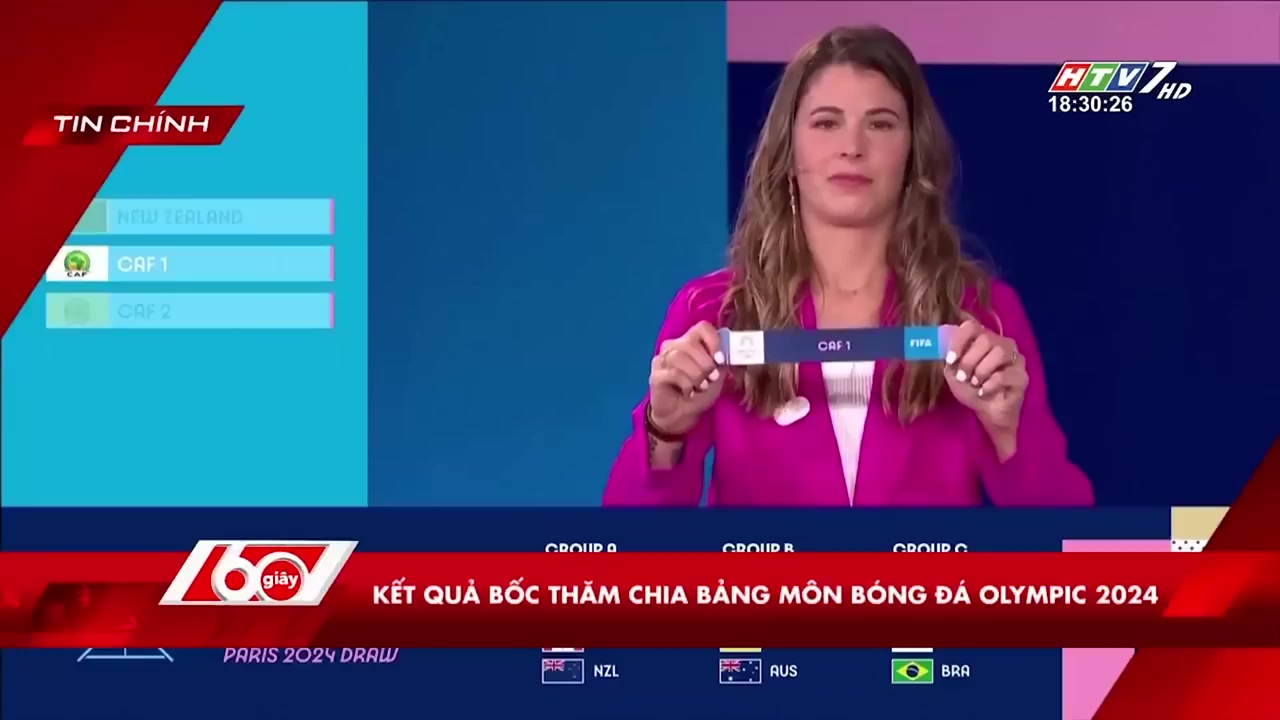 HTV7 HD
18:30:26
TIN CHÍNH
NEW ZEALAND
CAF
CAF 1
CAF 2
CAF 1
FIFA
GROUP A
GROUP B
GROUP C
60 giây
KẾT QUẢ BỐC THĂM CHIA BẢNG MÔN BÓNG ĐÁ OLYMPIC 2024
PARIS 2024 DRAW
NZL
AUS
BRA